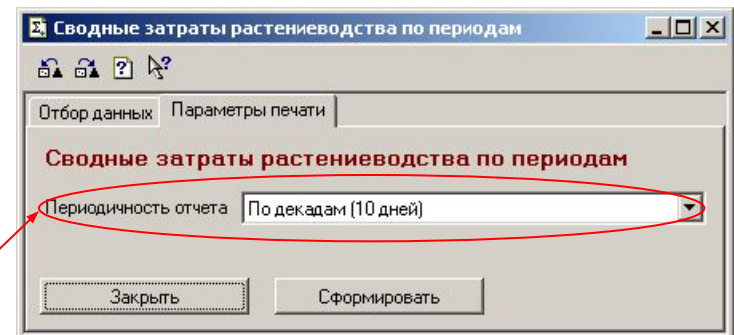 Сводные затраты растениеводства по периодам
Отбор данных Параметры печати
Сводные затраты растениеводства по периодам
Периодичность отчета По декадам (10 дней)
Закрыть Сформировать